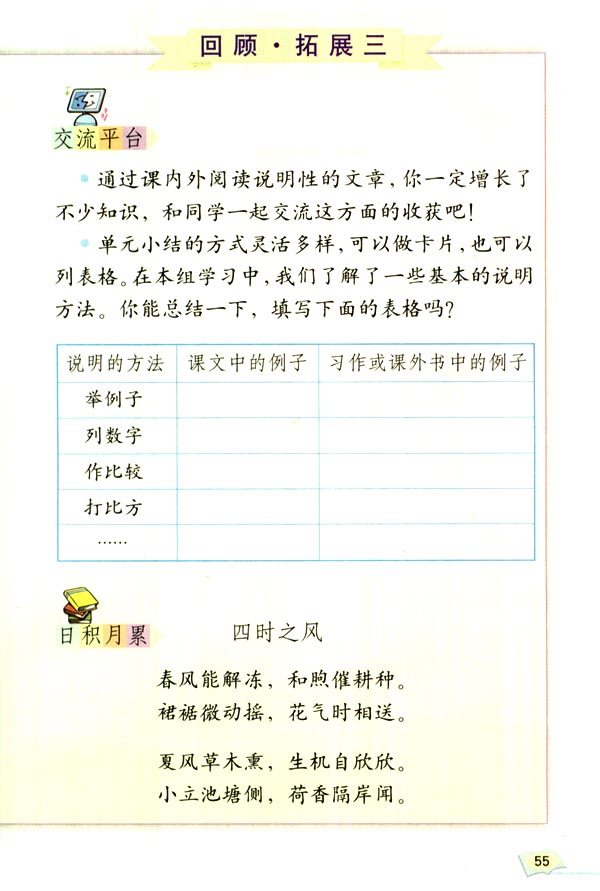 回顾·拓展三
交流平台
通过课内外阅读说明性的文章，你一定增长了
不少知识，和同学一起交流这方面的收获吧！
单元小结的方式灵活多样，可以做卡片，也可以
列表格。在本组学习中，我们了解了一些基本的说明
方法。你能总结一下，填写下面的表格吗？
说明的方法 课文中的例子 习作或课外书中的例子
举例子
列数字
作比较
打比方
……
日积月累
四时之风
春风能解冻，和煦催耕种。
裙裾微动摇，花气时相送。
夏风草木熏，生机自欣欣。
小立池塘侧，荷香隔岸闻。
55